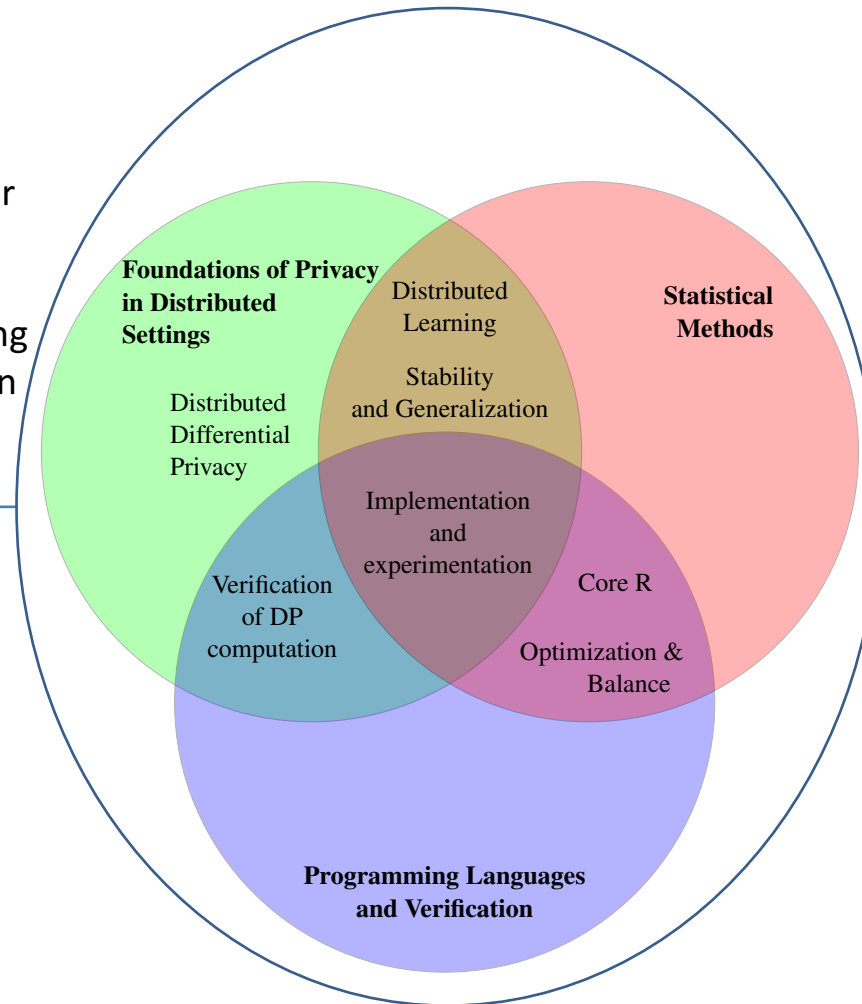 Foundations of Privacy
in Distributed
Settings
Distributed
Learning
Statistical
Methods
Stability
and Generalization
Distributed
Differential
Privacy
Implementation
and
experimentation
Verification
of DP
computation
Core R
Optimization &
Balance
Programming Languages
and Verification